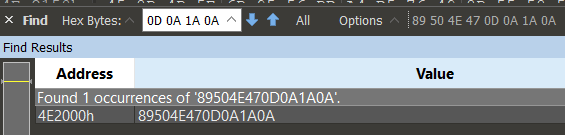 Find Hex Bytes: 0D 0A 1A 0A All Options 89 50 4E 47 0D 0A 1A 0A
Find Results
Address Value
Found 1 occurrences of '89504E470D0A1A0A'.
4E2000h 89504E470D0A1A0A